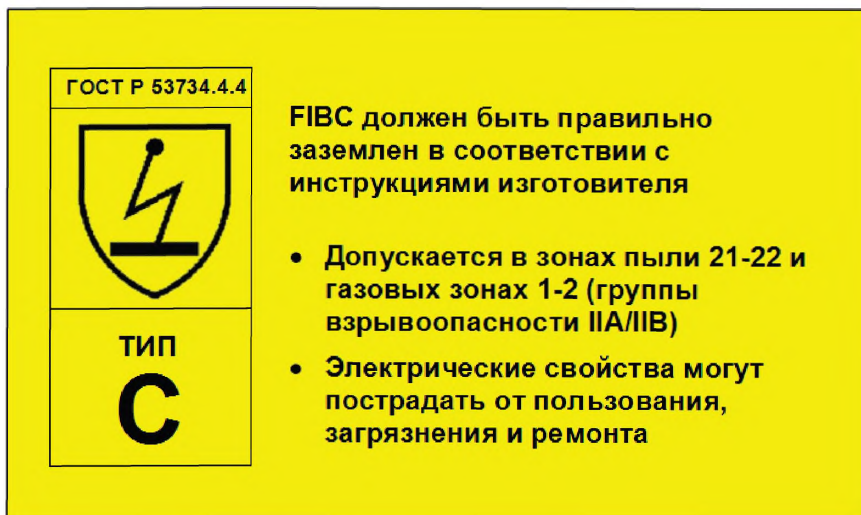 ГОСТ Р 53734.4.4
FIBC должен быть правильно
заземлен в соответствии с
инструкциями изготовителя
• Допускается в зонах пыли 21-22 и
газовых зонах 1-2 (группы
взрывоопасности IIA/IIB)
• Электрические свойства могут
пострадать от пользования,
загрязнения и ремонта
ТИП
C